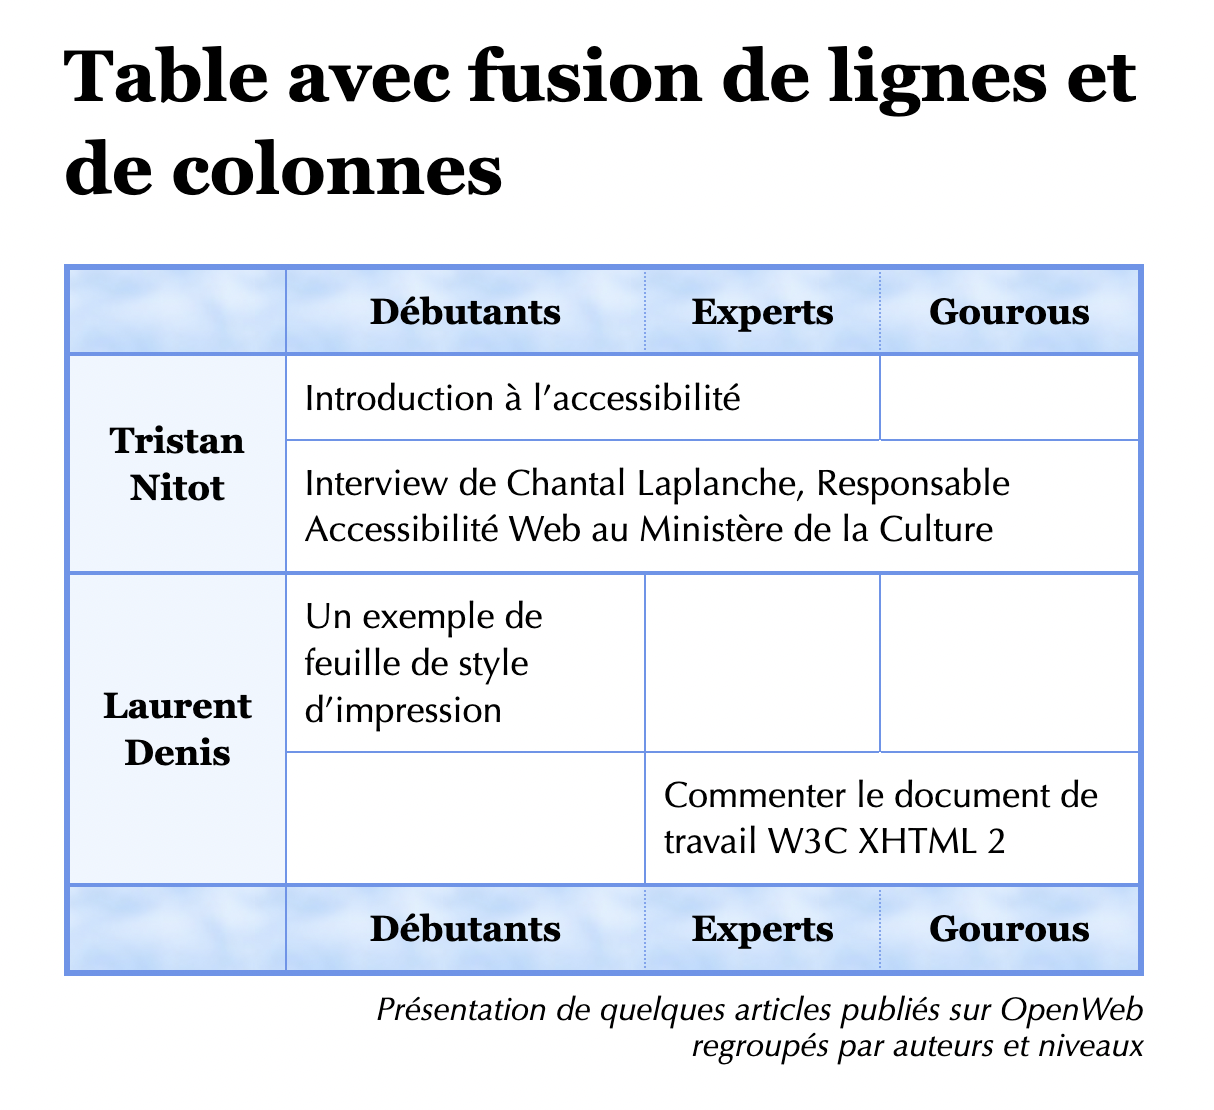 Table avec fusion de lignes et
de colonnes
Débutants Experts Gourous
Tristan
Nitot
Introduction à l’accessibilité
Interview de Chantal Laplanche, Responsable
Accessibilité Web au Ministère de la Culture
Laurent
Denis
Un exemple de
feuille de style
d’impression
Commenter le document de
travail W3C XHTML 2
Débutants Experts Gourous
Présentation de quelques articles publiés sur OpenWeb
regroupés par auteurs et niveaux